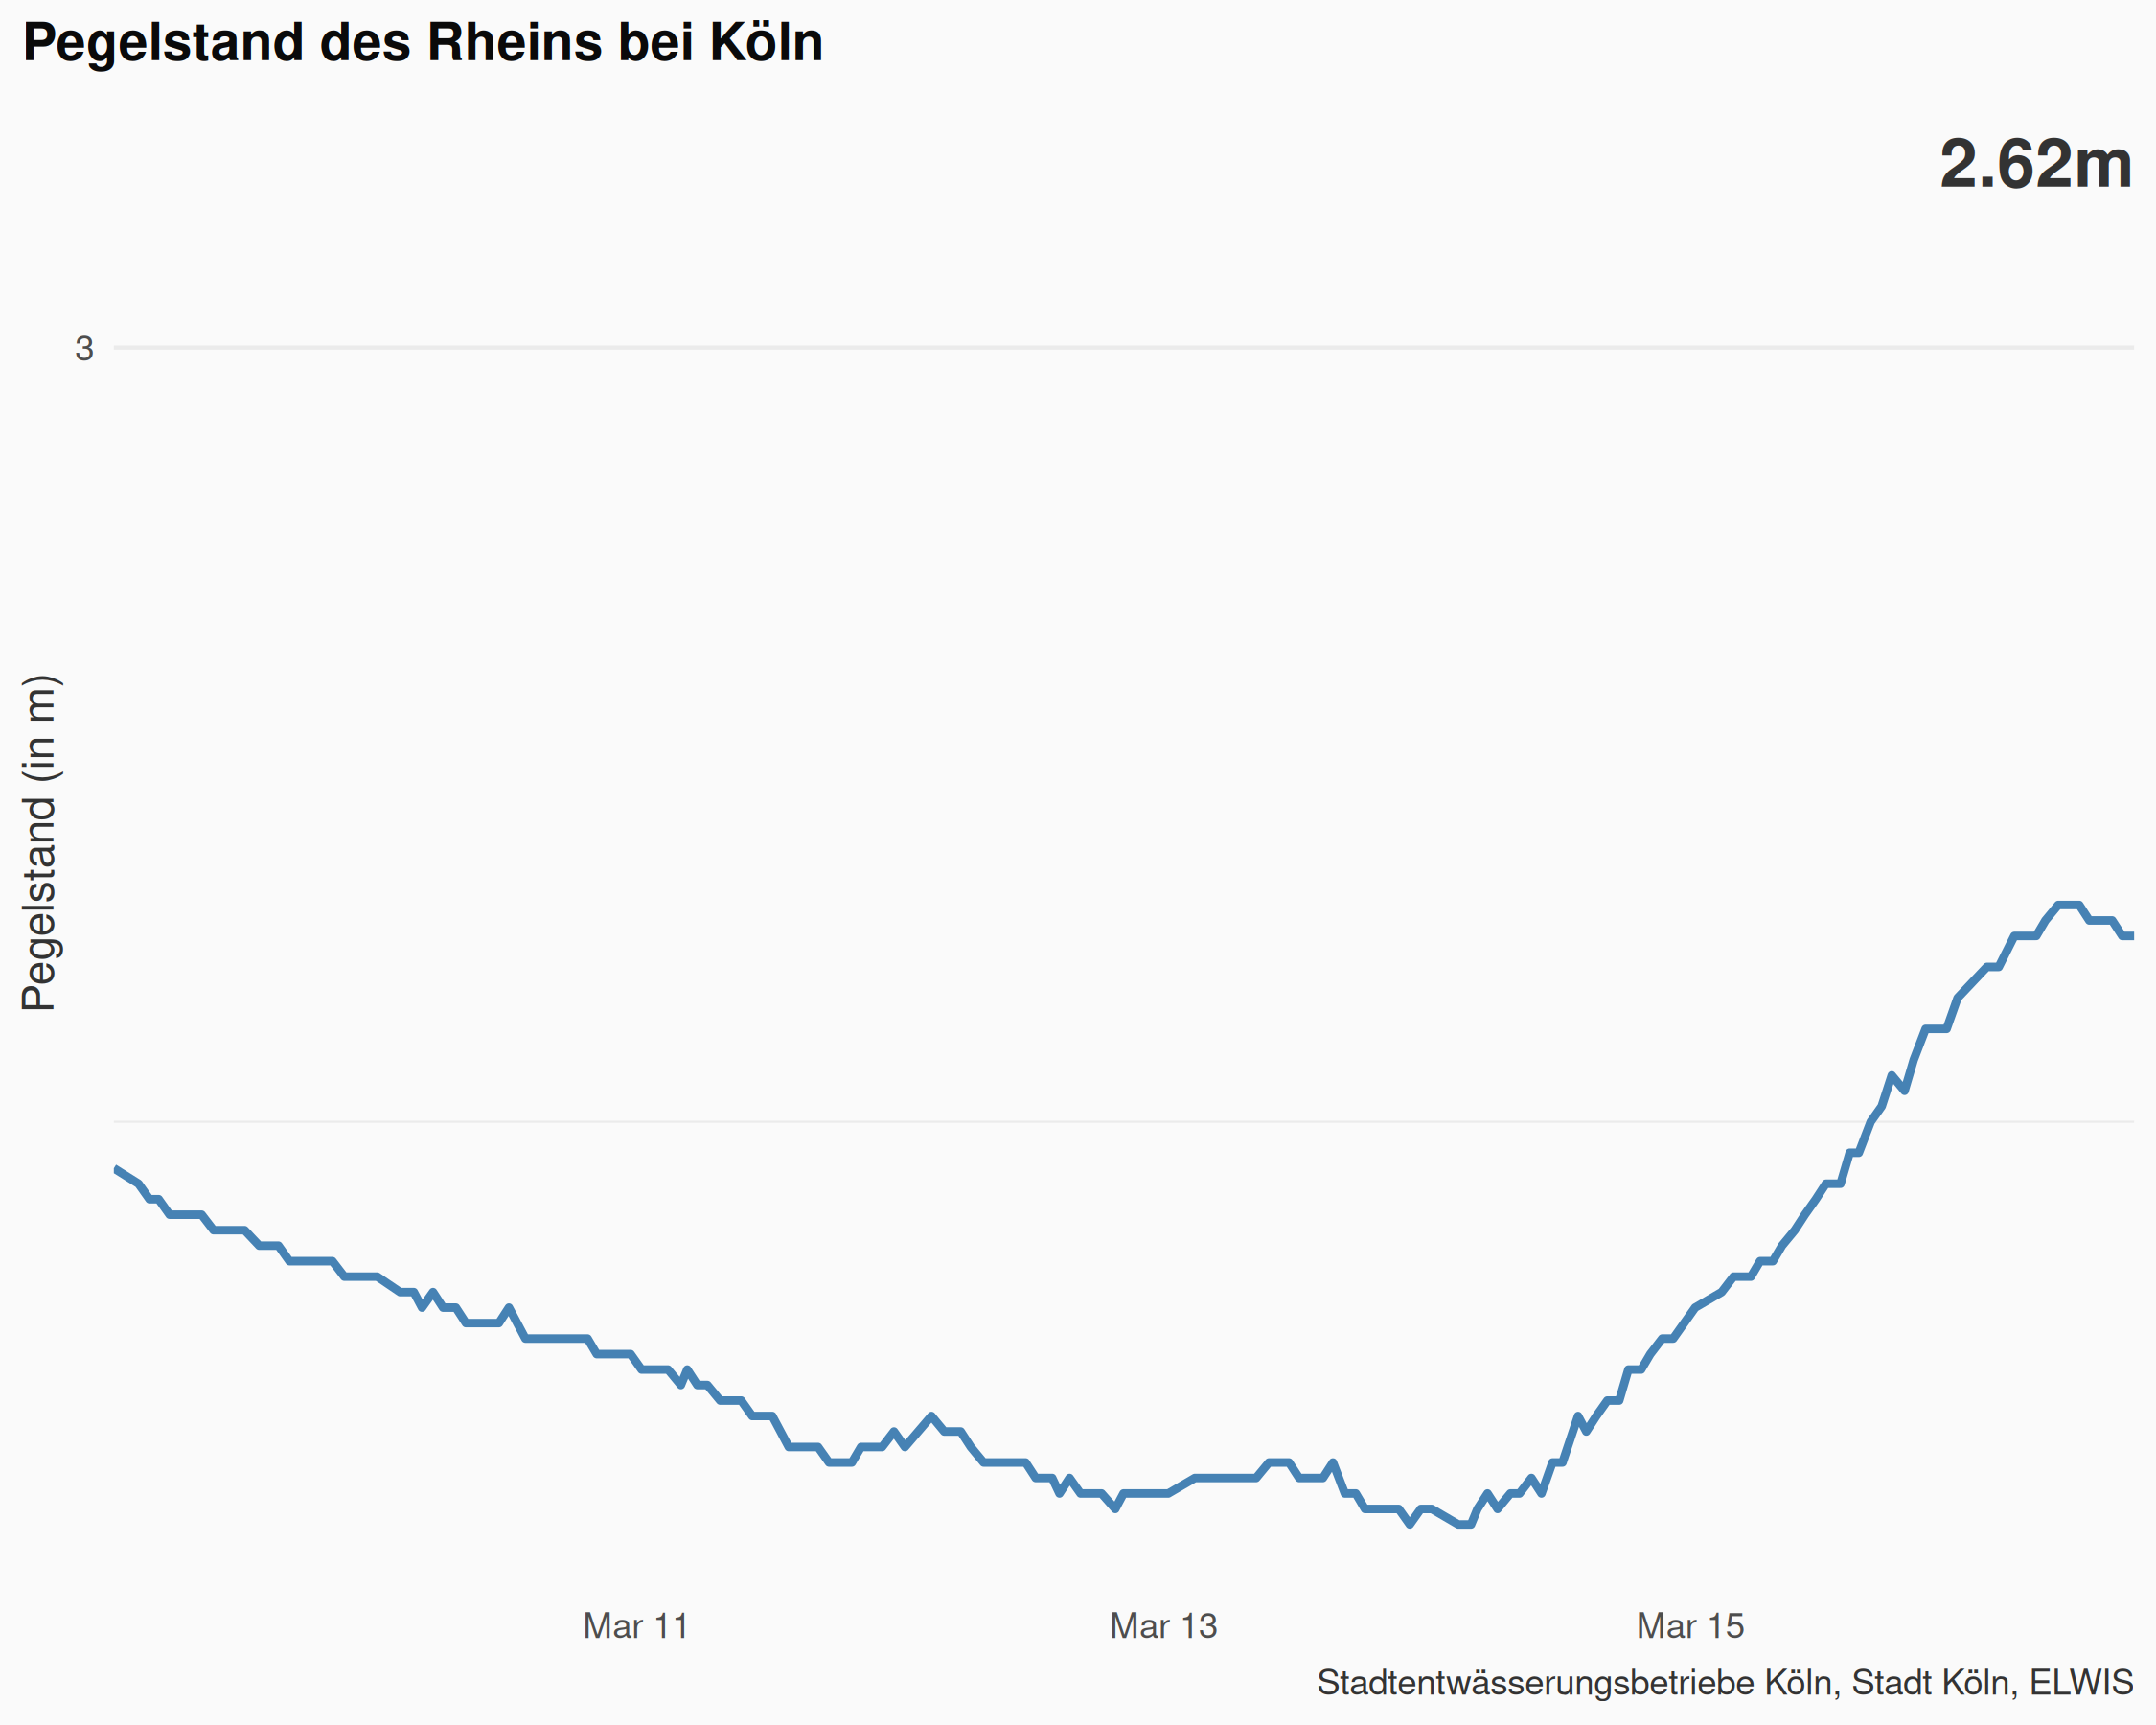 Pegelstand des Rheins bei Köln
2.62m
3
Pegelstand (in m)
Mar 11
Mar 13
Mar 15
Stadtentwässerungsbetriebe Köln, Stadt Köln, ELWIS